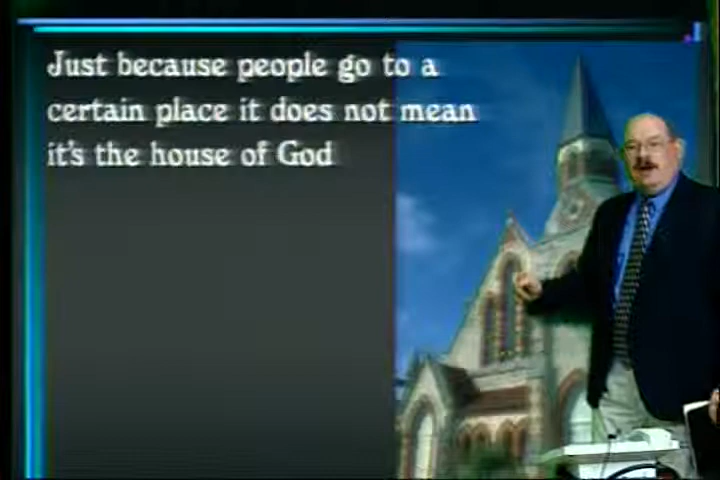 Just because people go to a
certain place it does not mean
it's the house of God